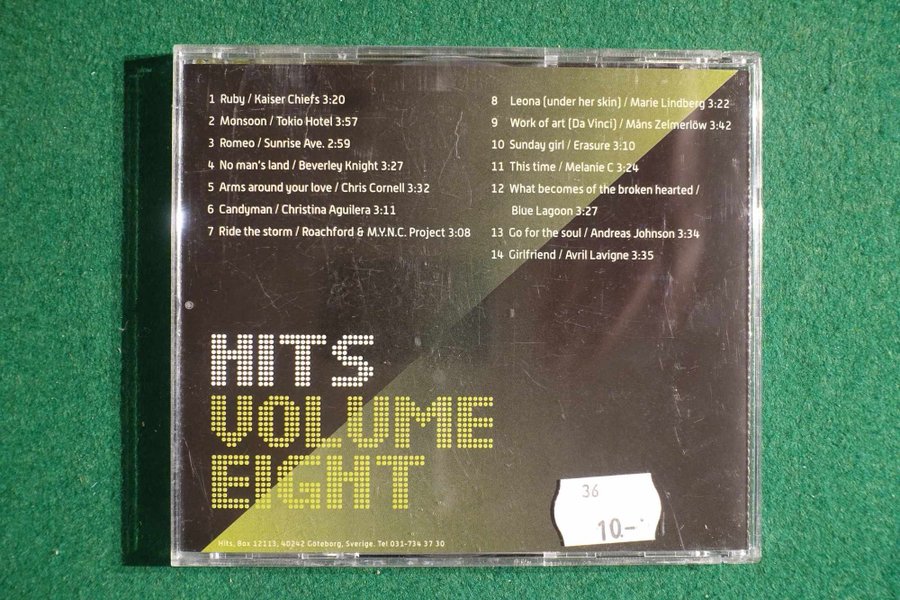 1 Ruby / Kaiser Chiefs 3:20
2 Monsoon / Tokio Hotel 3:57
3 Romeo / Sunrise Ave. 2:59
4 No man's land / Beverley Knight 3:27
5 Arms around your love / Chris Cornell 3:32
6 Candyman / Christina Aguilera 3:11
7 Ride the storm / Roachford & M.Y.N.C. Project 3:08
8 Leona (under her skin) / Marie Lindberg 3:22
9 Work of art (Da Vinci) / Måns Zelmerlöw 3:42
10 Sunday girl / Erasure 3:10
11 This time / Melanie C 3:24
12 What becomes of the broken hearted /
Blue Lagoon 3:27
13 Go for the soul / Andreas Johnson 3:34
14 Girlfriend / Avril Lavigne 3:35
HITS
VOLUME
EIGHT
Hits, Box 12113, 40242 Göteborg, Sverige. Tel 031-734 37 30
36
10.-